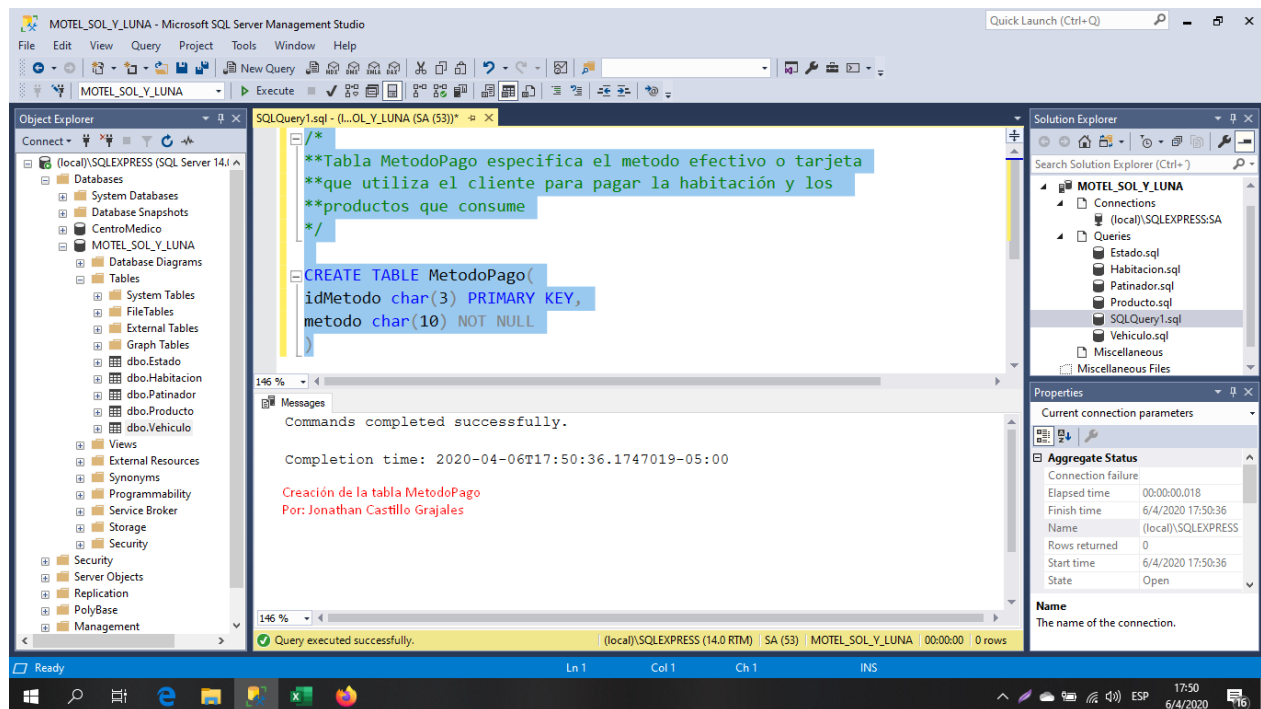 MOTEL_SOL_Y_LUNA - Microsoft SQL Server Management Studio
Quick Launch (Ctrl+Q)
File Edit View Query Project Tools Window Help
New Query
MOTEL_SOL_Y_LUNA
Execute
Object Explorer
Connect
(local)\SQLEXPRESS (SQL Server 14.(
Databases
System Databases
Database Snapshots
CentroMedico
MOTEL_SOL_Y_LUNA
Database Diagrams
Tables
System Tables
FileTables
External Tables
Graph Tables
dbo.Estado
dbo.Habitacion
dbo.Patinador
dbo.Producto
dbo.Vehiculo
Views
External Resources
Synonyms
Programmability
Service Broker
Storage
Security
Security
Server Objects
Replication
PolyBase
Management
SQLQuery1.sql - (l...OL_Y_LUNA (SA (53))*
/*
**Tabla MetodoPago especifica el metodo efectivo o tarjeta
**que utiliza el cliente para pagar la habitación y los
**productos que consume
*/
CREATE TABLE MetodoPago(
idMetodo char(3) PRIMARY KEY,
metodo char(10) NOT NULL
)
146 %
Messages
Commands completed successfully.
Completion time: 2020-04-06T17:50:36.1747019-05:00
Creación de la tabla MetodoPago
Por: Jonathan Castillo Grajales
146 %
Query executed successfully.
(local)\SQLEXPRESS (14.0 RTM) SA (53) MOTEL_SOL_Y_LUNA 00:00:00 0 rows
Solution Explorer
Search Solution Explorer (Ctrl+´)
MOTEL_SOL_Y_LUNA
Connections
(local)\SQLEXPRESS:SA
Queries
Estado.sql
Habitacion.sql
Patinador.sql
Producto.sql
SQLQuery1.sql
Vehiculo.sql
Miscellaneous
Miscellaneous Files
Properties
Current connection parameters
Aggregate Status
Connection failure
Elapsed time 00:00:00.018
Finish time 6/4/2020 17:50:36
Name (local)\SQLEXPRESS
Rows returned 0
Start time 6/4/2020 17:50:36
State Open
Name
The name of the connection.
Ready
Ln 1 Col 1 Ch 1 INS
ESP
17:50
6/4/2020
16